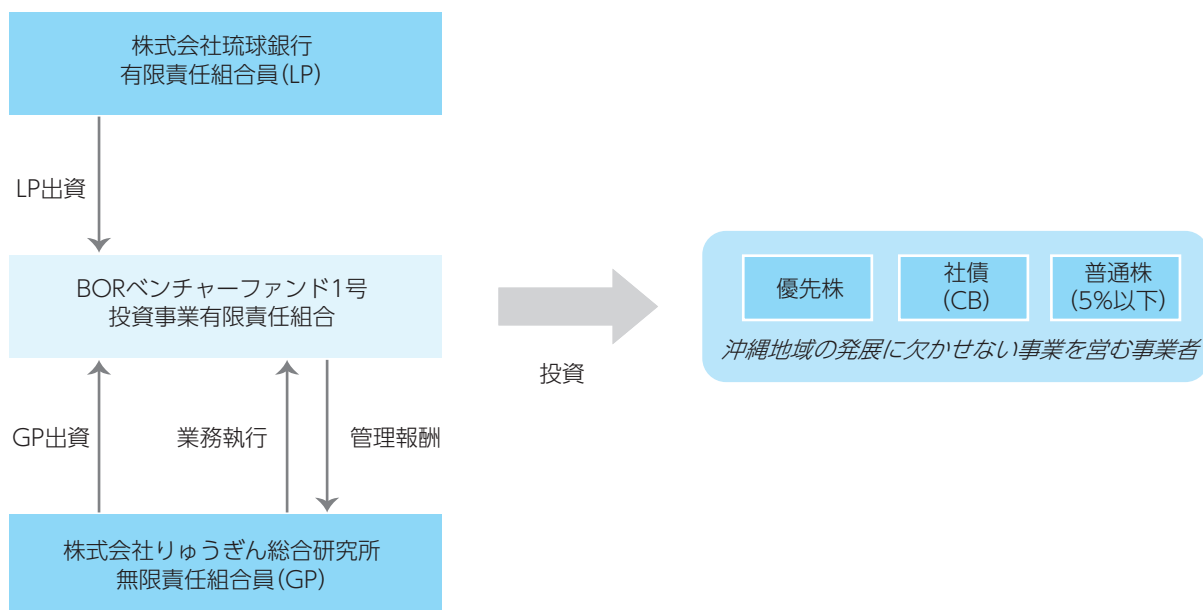 株式会社琉球銀行
有限責任組合員(LP)
LP出資
BORベンチャーファンド1号
投資事業有限責任組合
投資
優先株
社債
(CB)
普通株
(5%以下)
沖縄地域の発展に欠かせない事業を営む事業者
GP出資
業務執行
管理報酬
株式会社りゅうぎん総合研究所
無限責任組合員(GP)